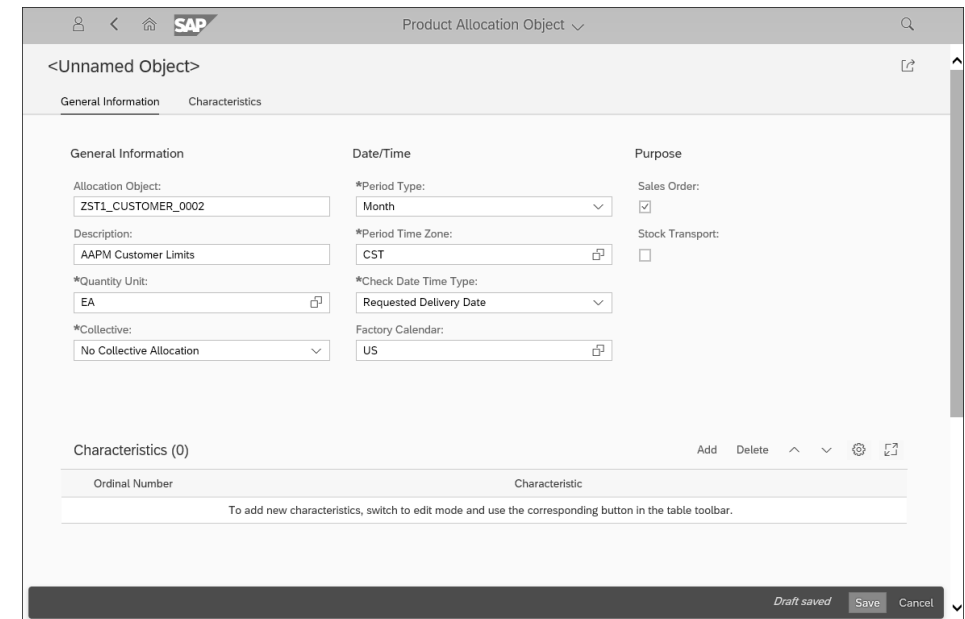 SAP
Product Allocation Object
<Unnamed Object>
General Information Characteristics
General Information
Allocation Object:
ZST1_CUSTOMER_0002
Description:
AAPM Customer Limits
*Quantity Unit:
EA
*Collective:
No Collective Allocation
Date/Time
*Period Type:
Month
*Period Time Zone:
CST
*Check Date Time Type:
Requested Delivery Date
Factory Calendar:
US
Purpose
Sales Order:
Stock Transport:
Characteristics (0) Add Delete
Ordinal Number Characteristic
To add new characteristics, switch to edit mode and use the corresponding button in the table toolbar.
Draft saved Save Cancel